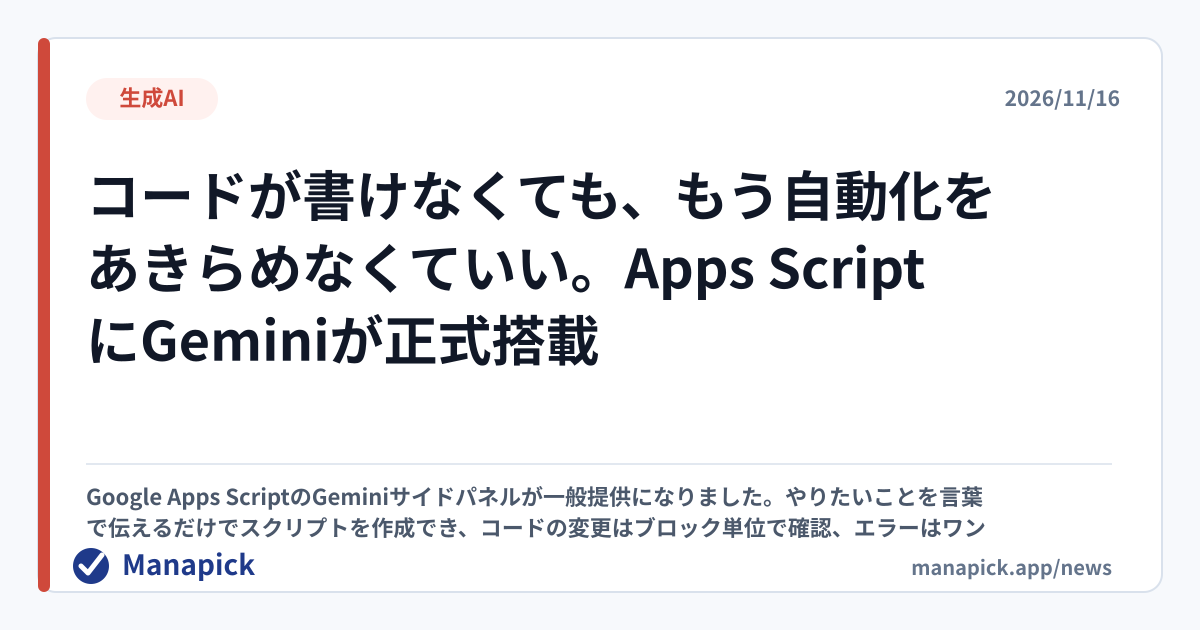 生成AI
2026/11/16
コードが書けなくても、もう自動化を
あきらめなくていい。Apps Script
にGeminiが正式搭載
Google Apps ScriptのGeminiサイドパネルが一般提供になりました。やりたいことを言葉
で伝えるだけでスクリプトを作成でき、コードの変更はブロック単位で確認、エラーはワン
Manapick
manapick.app/news